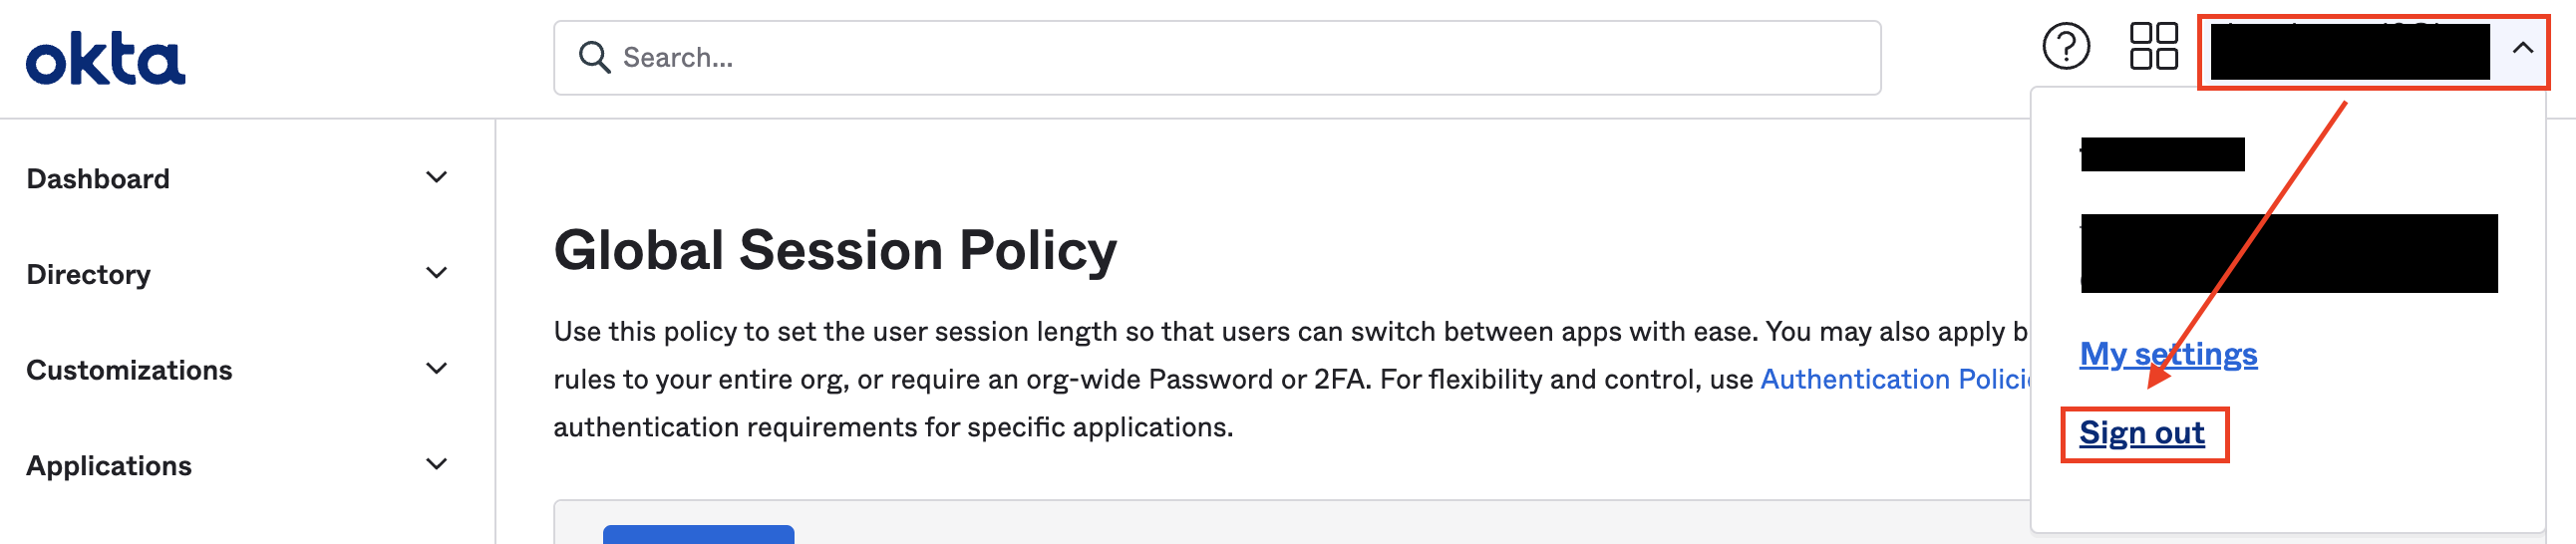 okta
Search...
Dashboard
Directory
Customizations
Applications
Global Session Policy
Use this policy to set the user session length so that users can switch between apps with ease. You may also apply b
rules to your entire org, or require an org-wide Password or 2FA. For flexibility and control, use Authentication Polici
authentication requirements for specific applications.
My settings
Sign out